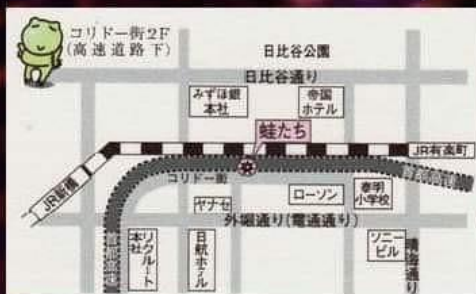 コリドー街2F
(高速道路下)
日比谷公園
日比谷通り
みずほ銀
本社
帝国
ホテル
蛙たち
JR有楽町
JR新橋
コリドー街
ヤナセ
ローソン
泰明
小学校
外堀通り(電通通り)
リクルート
本社
日航ホテル
ソニー
ビル
晴海通り